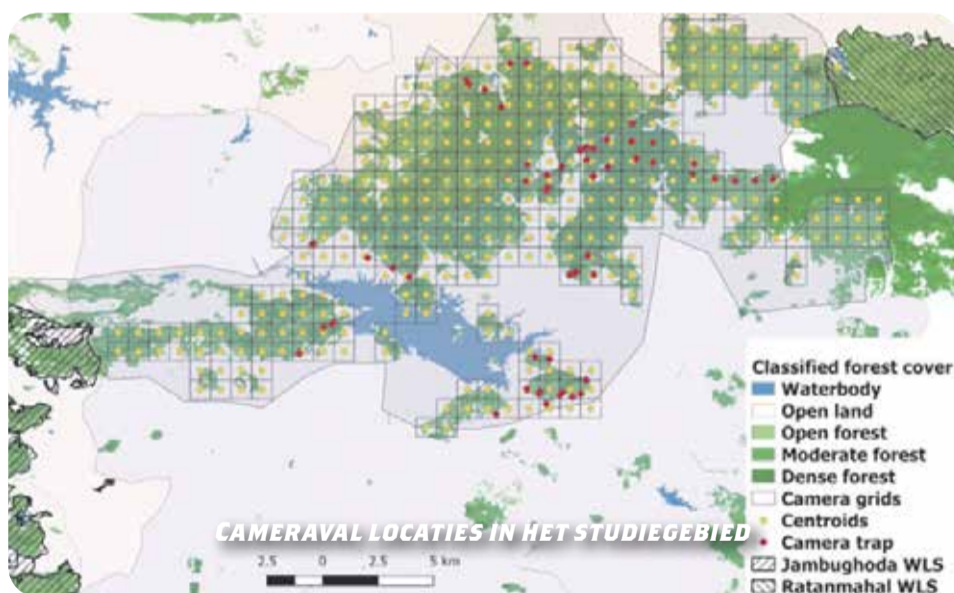 Classified forest cover
Waterbody
Open land
Open forest
Moderate forest
Dense forest
Camera grids
Centroids
Camera trap
Jambughoda WLS
Ratanmahal WLS
CAMERAVAL LOCATIES IN HET STUDIEGEBIED
2.5 0 2.5 5 km